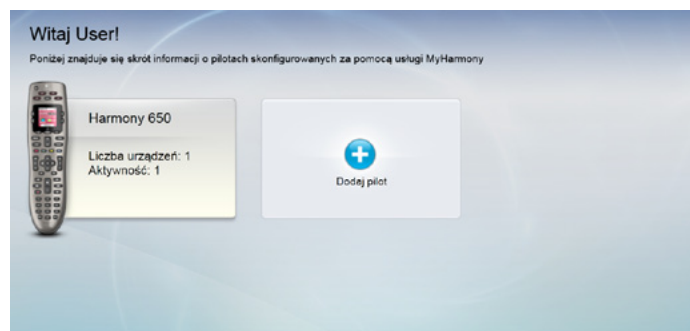 Witaj User!
Poniżej znajduje się skrót informacji o pilotach skonfigurowanych za pomocą usługi MyHarmony
Harmony 650
Liczba urządzeń: 1
Aktywność: 1
Dodaj pilot